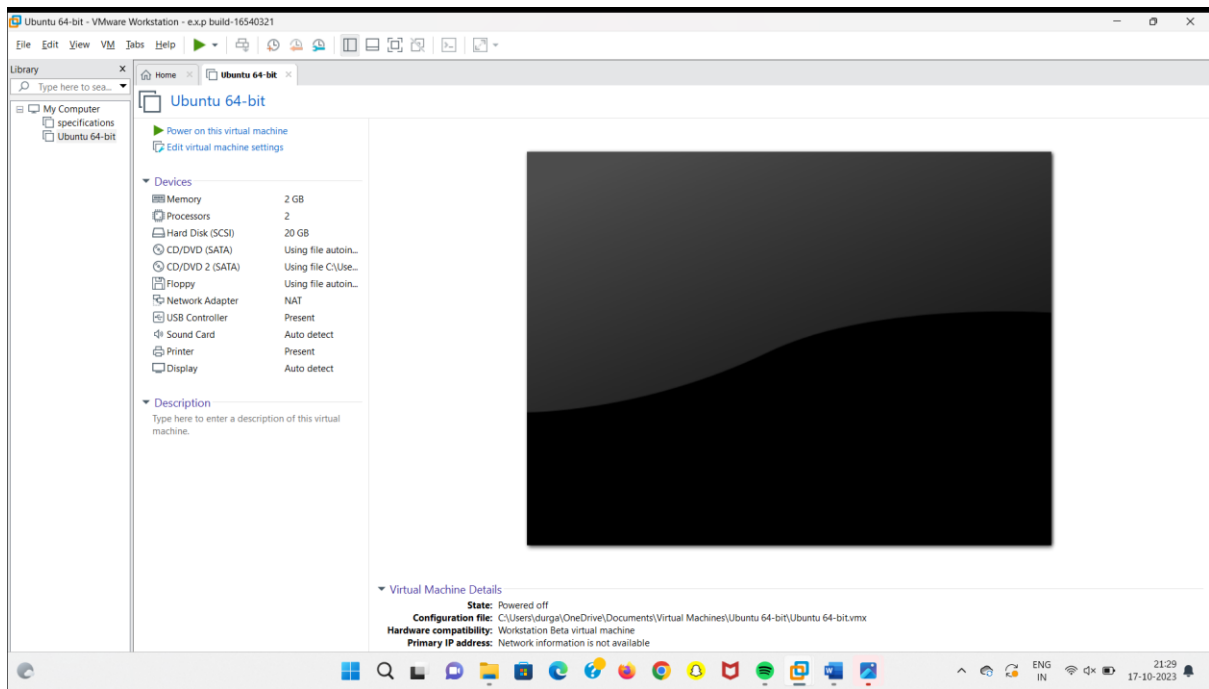 Ubuntu 64-bit - VMware Workstation - e.x.p build-16540321
File Edit View VM Tabs Help
Library X
Home Ubuntu 64-bit
Type here to sea...
My Computer
specifications
Ubuntu 64-bit
Ubuntu 64-bit
Power on this virtual machine
Edit virtual machine settings
Devices
Memory 2 GB
Processors 2
Hard Disk (SCSI) 20 GB
CD/DVD (SATA) Using file autoin...
CD/DVD 2 (SATA) Using file C:\Use...
Floppy Using file autoin...
Network Adapter NAT
USB Controller Present
Sound Card Auto detect
Printer Present
Display Auto detect
Description
Type here to enter a description of this virtual
machine.
Virtual Machine Details
State: Powered off
Configuration file: C:\Users\durga\OneDrive\Documents\Virtual Machines\Ubuntu 64-bit\Ubuntu 64-bit.vmx
Hardware compatibility: Workstation Beta virtual machine
Primary IP address: Network information is not available
ENG
IN
21:29
17-10-2023